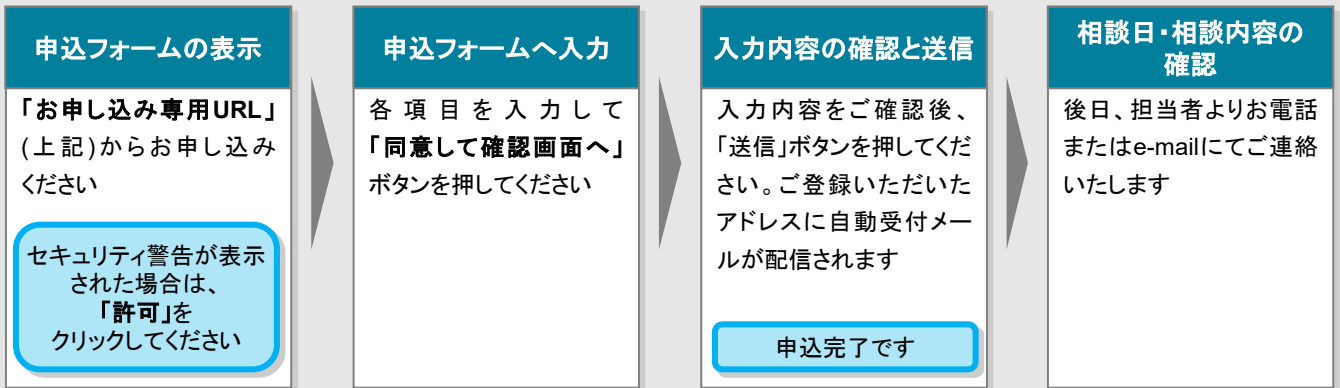 申込フォームの表示
「お申し込み専用URL」
(上記)からお申し込み
ください
セキュリティ警告が表示
された場合は、
「許可」を
クリックしてください
申込フォームへ入力
各項目を入力して
「同意して確認画面へ」
ボタンを押してください
入力内容の確認と送信
入力内容をご確認後、
「送信」ボタンを押してくだ
さい。ご登録いただいた
アドレスに自動受付メー
ルが配信されます
申込完了です
相談日・相談内容の
確認
後日、担当者よりお電話
またはe-mailにてご連絡
いたします